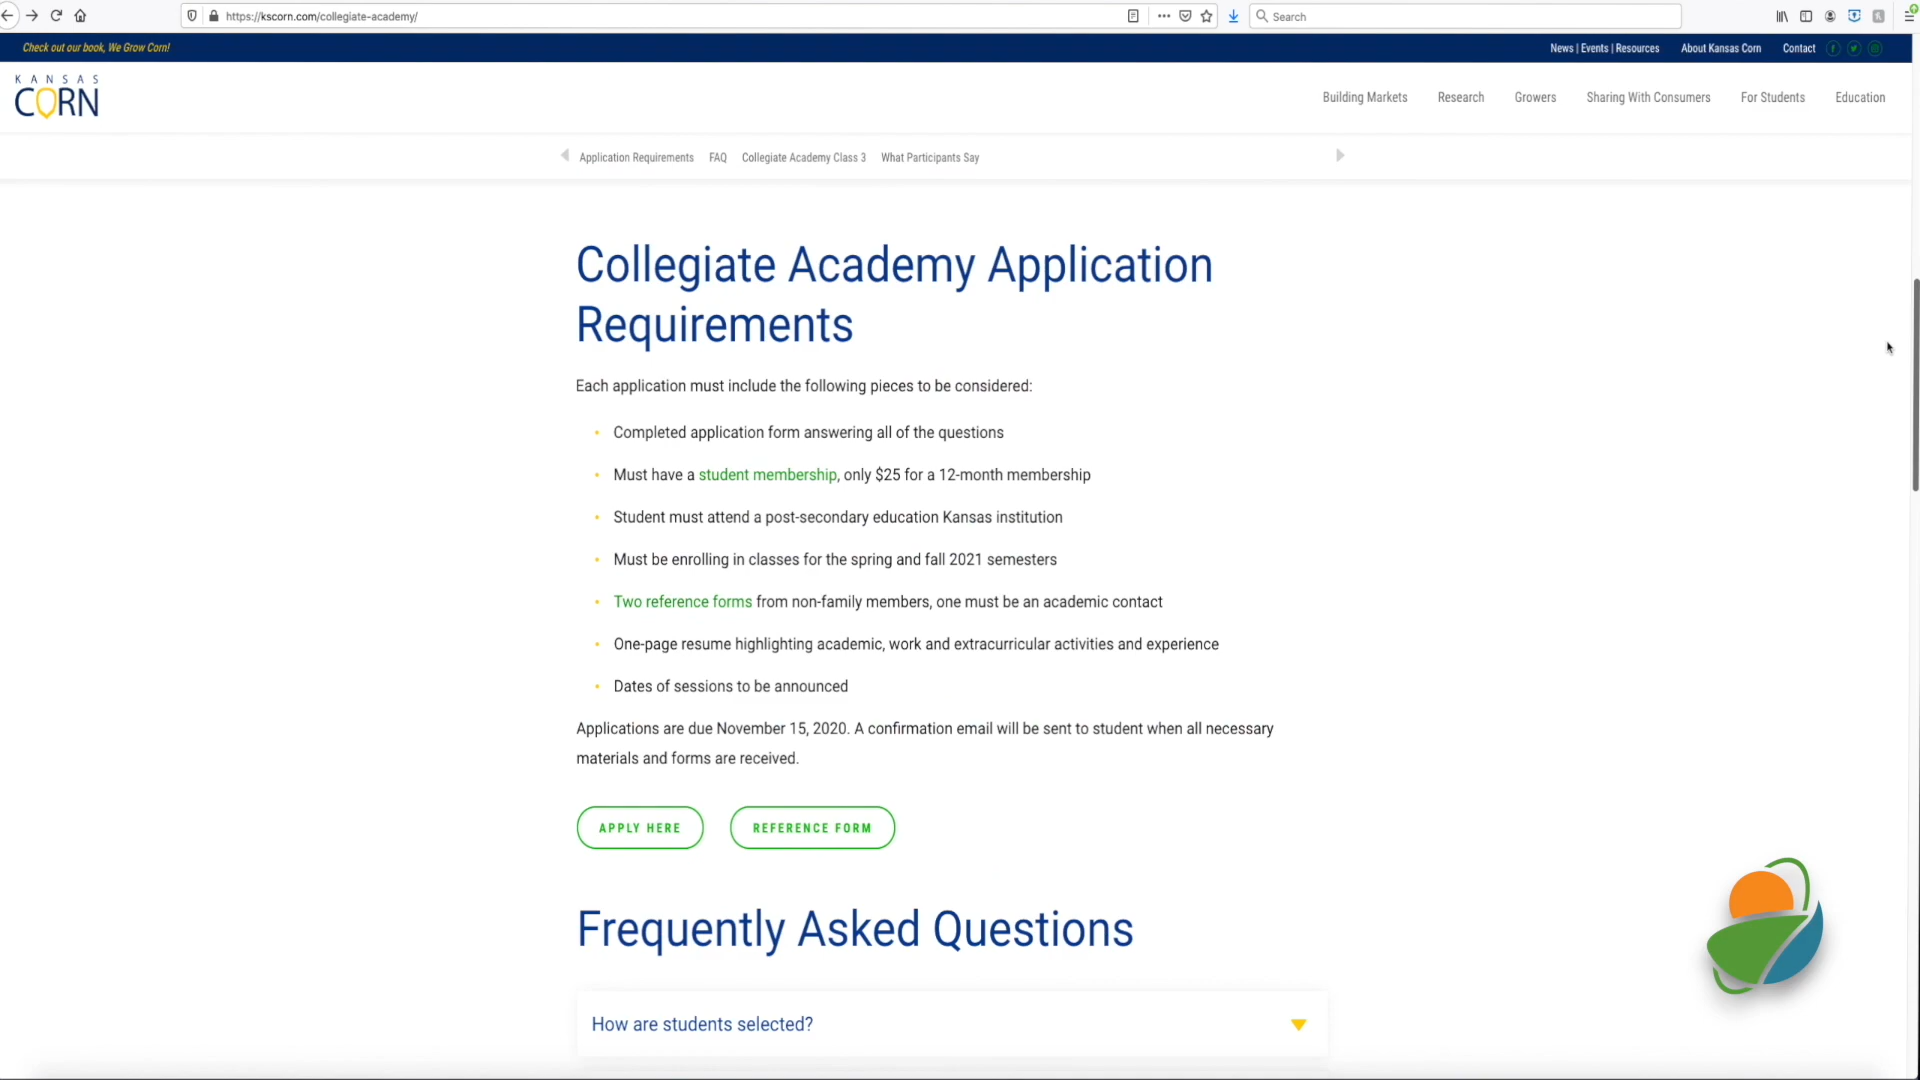 https://kscorn.com/collegiate-academy/
Search
Check out our book, We Grow Corn!
News | Events | Resources
About Kansas Corn
Contact
KANSAS
CORN
Building Markets
Research
Growers
Sharing With Consumers
For Students
Education
Application Requirements
FAQ
Collegiate Academy Class 3
What Participants Say
Collegiate Academy Application
Requirements
Each application must include the following pieces to be considered:
Completed application form answering all of the questions
Must have a student membership, only $25 for a 12-month membership
Student must attend a post-secondary education Kansas institution
Must be enrolling in classes for the spring and fall 2021 semesters
Two reference forms from non-family members, one must be an academic contact
One-page resume highlighting academic, work and extracurricular activities and experience
Dates of sessions to be announced
Applications are due November 15, 2020. A confirmation email will be sent to student when all necessary
materials and forms are received.
APPLY HERE
REFERENCE FORM
Frequently Asked Questions
How are students selected?